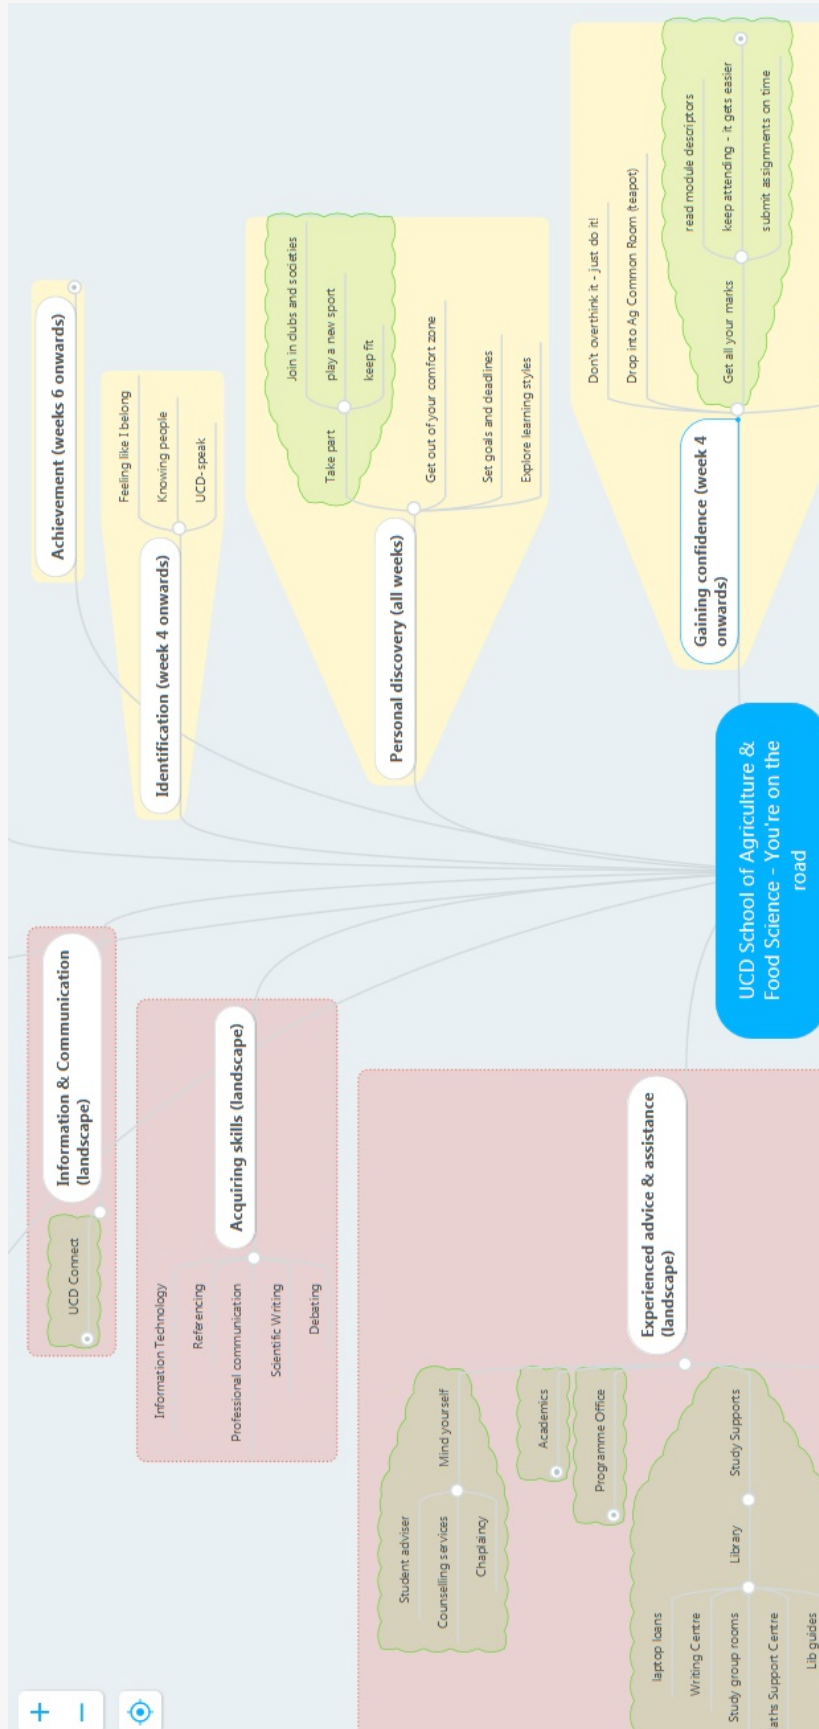 Achievement (weeks 6 onwards)
Identification (week 4 onwards)
Feeling like I belong
Knowing people
UCD-speak
Personal discovery (all weeks)
Take part
Join in clubs and societies
play a new sport
keep fit
Get out of your comfort zone
Set goals and deadlines
Explore learning styles
Gaining confidence (week 4
onwards)
Don't overthink it - just do it!
Drop into Ag Common Room (teapot)
Get all your marks
read module descriptors
keep attending - it gets easier
submit assignments on time
UCD School of Agriculture &
Food Science - You're on the
road
Information & Communication
(landscape)
UCD Connect
Acquiring skills (landscape)
Information Technology
Referencing
Professional communication
Scientific Writing
Debating
Experienced advice & assistance
(landscape)
Mind yourself
Student adviser
Counselling services
Chaplaincy
Academics
Programme Office
Study Supports
Library
laptop loans
Writing Centre
Study group rooms
aths Support Centre
Lib guides